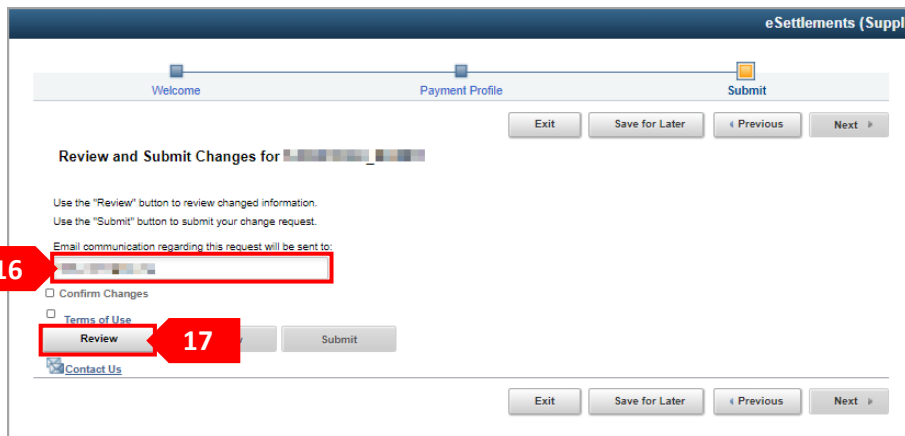 eSettlements (Suppl
Welcome Payment Profile Submit
Exit Save for Later Previous Next
Review and Submit Changes for
Use the "Review" button to review changed information.
Use the "Submit" button to submit your change request.
Email communication regarding this request will be sent to:
16
Confirm Changes
Terms of Use
Review 17 Submit
Contact Us
Exit Save for Later Previous Next